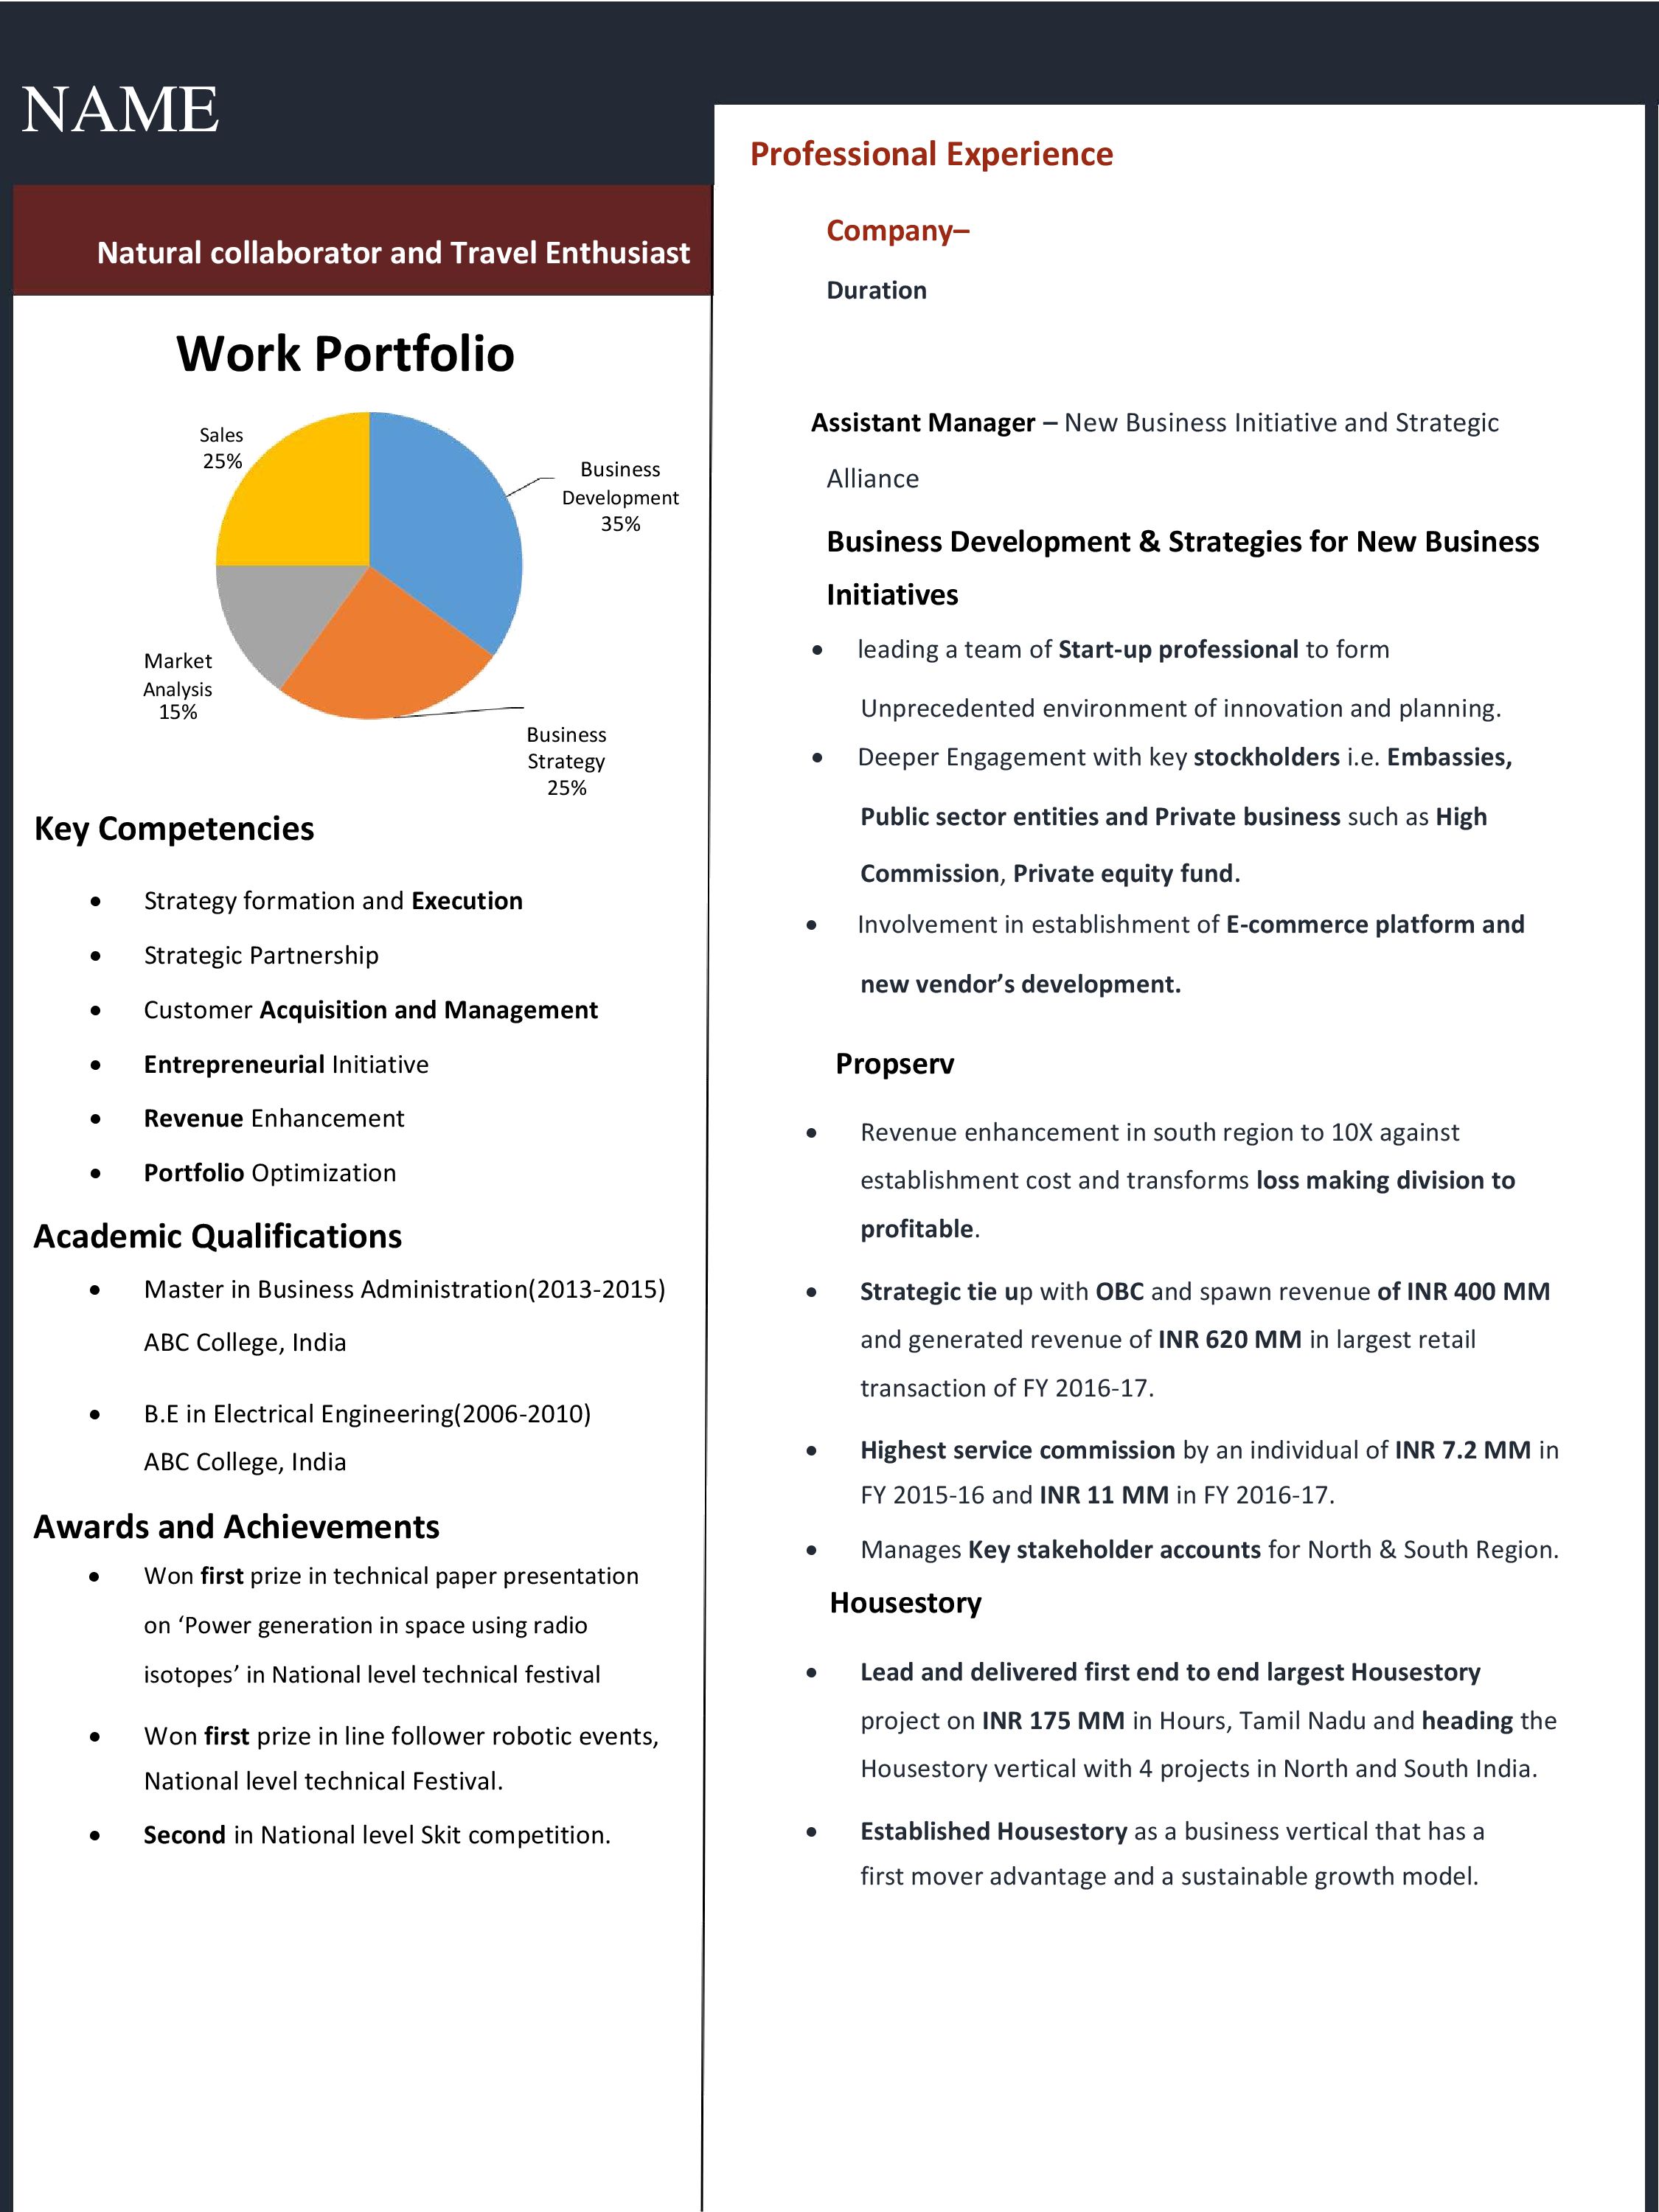 NAME
Natural collaborator and Travel Enthusiast
Work Portfolio
Sales
25%
Business
Development
35%
Market
Analysis
15%
Business
Strategy
25%
Key Competencies
• Strategy formation and Execution
• Strategic Partnership
• Customer Acquisition and Management
• Entrepreneurial Initiative
• Revenue Enhancement
• Portfolio Optimization
Academic Qualifications
• Master in Business Administration(2013-2015)
ABC College, India
• B.E in Electrical Engineering(2006-2010)
ABC College, India
Awards and Achievements
• Won first prize in technical paper presentation
on ‘Power generation in space using radio
isotopes’ in National level technical festival
• Won first prize in line follower robotic events,
National level technical Festival.
• Second in National level Skit competition.
Professional Experience
Company–
Duration
Assistant Manager – New Business Initiative and Strategic
Alliance
Business Development & Strategies for New Business
Initiatives
• leading a team of Start-up professional to form
Unprecedented environment of innovation and planning.
• Deeper Engagement with key stockholders i.e. Embassies,
Public sector entities and Private business such as High
Commission, Private equity fund.
• Involvement in establishment of E-commerce platform and
new vendor’s development.
Propserv
• Revenue enhancement in south region to 10X against
establishment cost and transforms loss making division to
profitable.
• Strategic tie up with OBC and spawn revenue of INR 400 MM
and generated revenue of INR 620 MM in largest retail
transaction of FY 2016-17.
• Highest service commission by an individual of INR 7.2 MM in
FY 2015-16 and INR 11 MM in FY 2016-17.
• Manages Key stakeholder accounts for North & South Region.
Housestory
• Lead and delivered first end to end largest Housestory
project on INR 175 MM in Hours, Tamil Nadu and heading the
Housestory vertical with 4 projects in North and South India.
• Established Housestory as a business vertical that has a
first mover advantage and a sustainable growth model.